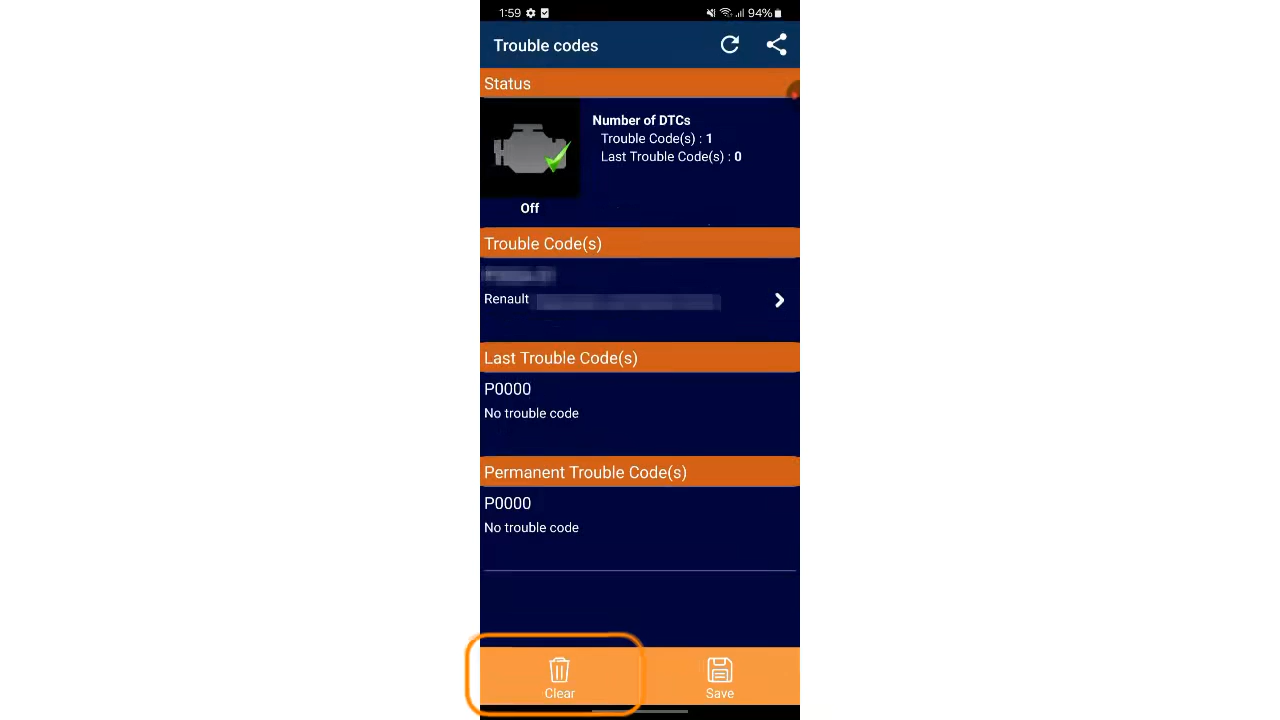 1:59 94%
Trouble codes
Status
Number of DTCs
Trouble Code(s) : 1
Last Trouble Code(s) : 0
Off
Trouble Code(s)
Renault
Last Trouble Code(s)
P0000
No trouble code
Permanent Trouble Code(s)
P0000
No trouble code
Clear
Save